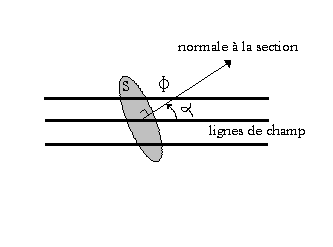 normale à la section
S
Φ
α
lignes de champ